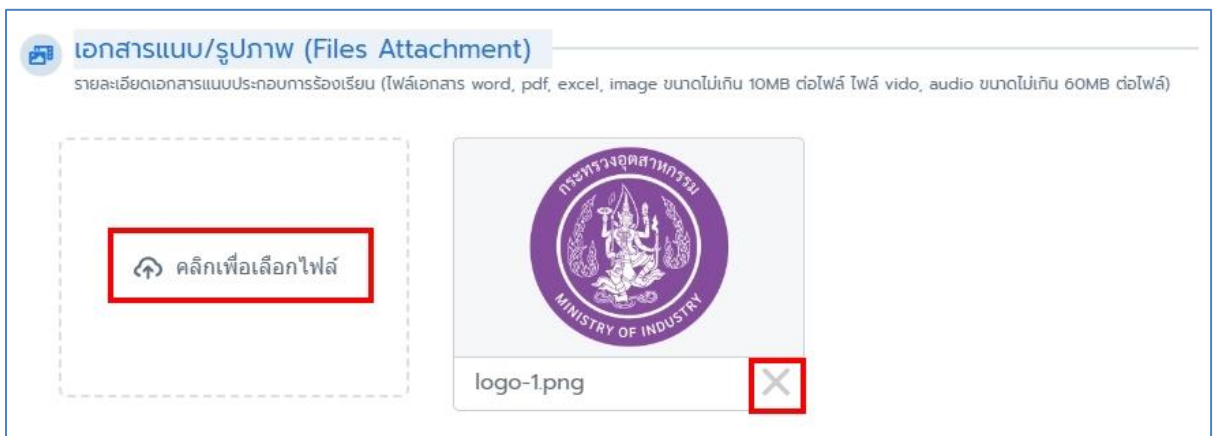 เอกสารแนบ/รูปภาพ (Files Attachment)
รายละเอียดเอกสารแนบประกอบการร้องเรียน (ไฟล์เอกสาร word, pdf, excel, image ขนาดไม่เกิน 10MB ต่อไฟล์ ไฟล์ vido, audio ขนาดไม่เกิน 60MB ต่อไฟล์)
คลิกเพื่อเลือกไฟล์
กระทรวงอุตสาหกรรม
MINISTRY OF INDUSTRY
logo-1.png